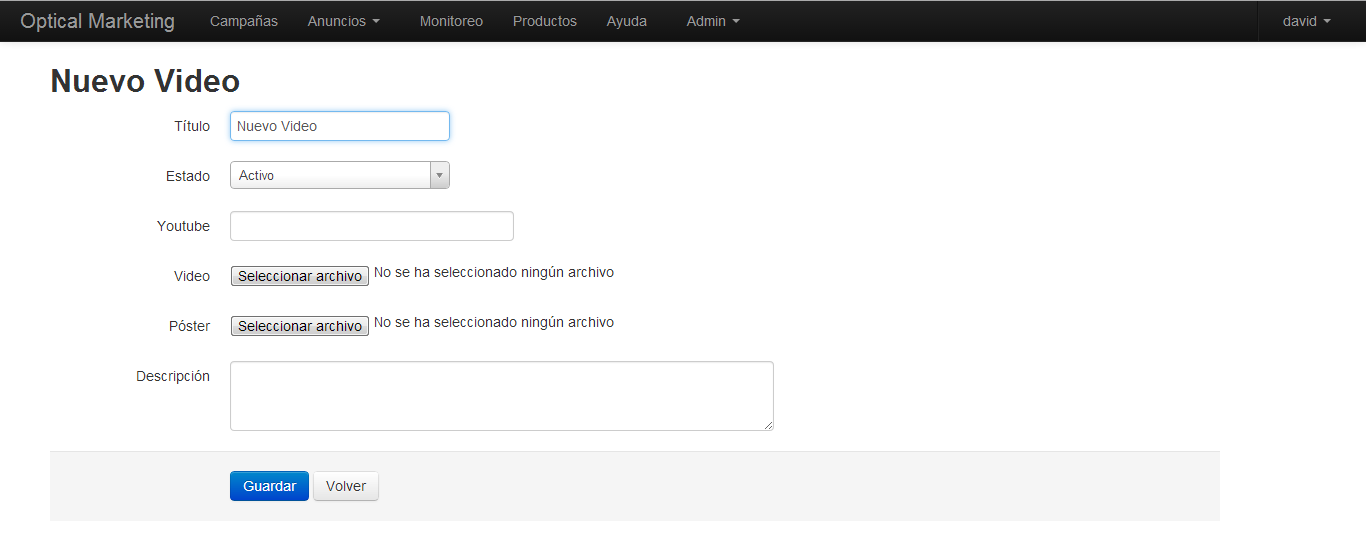 Optical Marketing Campañas Anuncios Monitoreo Productos Ayuda Admin david
Nuevo Video
Título Nuevo Video
Estado Activo
Youtube
Video Seleccionar archivo No se ha seleccionado ningún archivo
Póster Seleccionar archivo No se ha seleccionado ningún archivo
Descripción
Guardar Volver